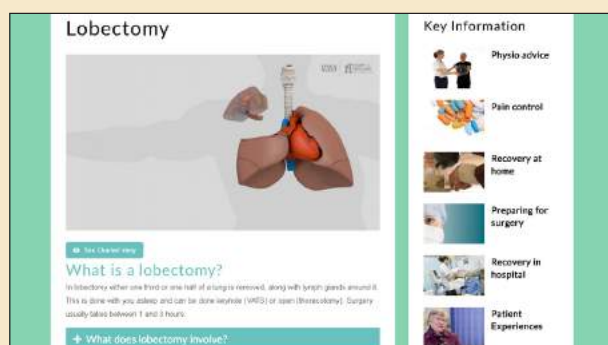 Lobectomy
What is a lobectomy?
In lobectomy either one third or one half of a lung is removed, along with lymph glands around it.
This is done with you asleep and can be done keyhole (VATS) or open (thoracotomy). Surgery
usually takes between 1 and 3 hours.
+ What does lobectomy involve?
Key Information
Physio advice
Pain control
Recovery at
home
Preparing for
surgery
Recovery in
hospital
Patient
Experiences